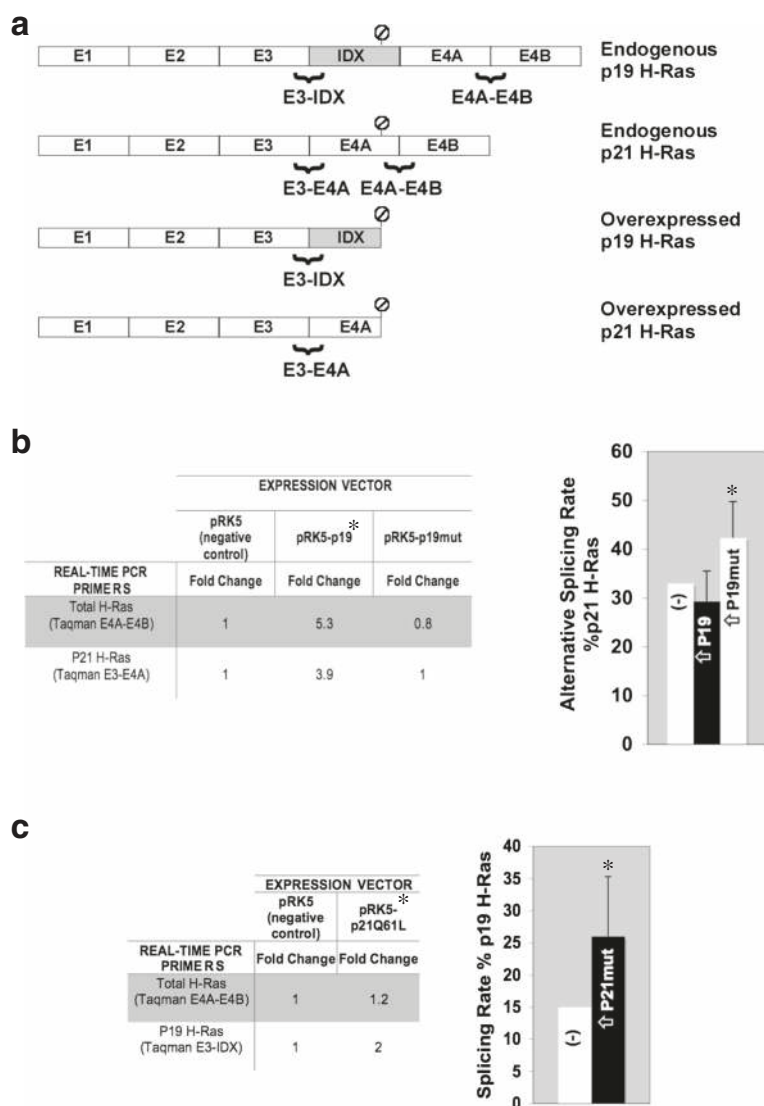 a
E1 E2 E3 IDX E4A E4B
E3-IDX E4A-E4B
Endogenous
p19 H-Ras
E1 E2 E3 E4A E4B
E3-E4A E4A-E4B
Endogenous
p21 H-Ras
E1 E2 E3 IDX
E3-IDX
Overexpressed
p19 H-Ras
E1 E2 E3 E4A
E3-E4A
Overexpressed
p21 H-Ras
b
EXPRESSION VECTOR
pRK5
(negative
control)
pRK5-p19*
pRK5-p19mut
REAL-TIME PCR
PRIMERS
Fold Change Fold Change Fold Change
Total H-Ras
(Taqman E4A-E4B)
1 5.3 0.8
P21 H-Ras
(Taqman E3-E4A)
1 3.9 1
Alternative Splicing Rate
%p21 H-Ras
60
50
40
30
20
10
0
(-)
⇧P19
⇧P19mut
*
c
EXPRESSION VECTOR
pRK5
(negative
control)
pRK5-
p21Q61L
*
REAL-TIME PCR
PRIMERS
Fold Change Fold Change
Total H-Ras
(Taqman E4A-E4B)
1 1.2
P19 H-Ras
(Taqman E3-IDX)
1 2
Splicing Rate % p19 H-Ras
40
35
30
25
20
15
10
5
0
(-)
⇧P21mut
*